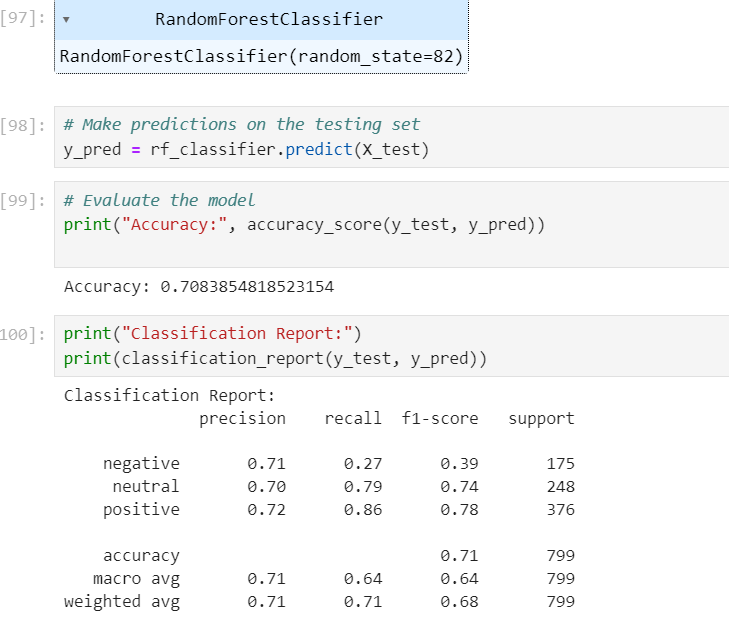 [97]: ▾ RandomForestClassifier
RandomForestClassifier(random_state=82)
[98]: # Make predictions on the testing set
y_pred = rf_classifier.predict(X_test)
[99]: # Evaluate the model
print("Accuracy:", accuracy_score(y_test, y_pred))
Accuracy: 0.7083854818523154
100]: print("Classification Report:")
print(classification_report(y_test, y_pred))
Classification Report:
precision recall f1-score support
negative 0.71 0.27 0.39 175
neutral 0.70 0.79 0.74 248
positive 0.72 0.86 0.78 376
accuracy 0.71 799
macro avg 0.71 0.64 0.64 799
weighted avg 0.71 0.71 0.68 799